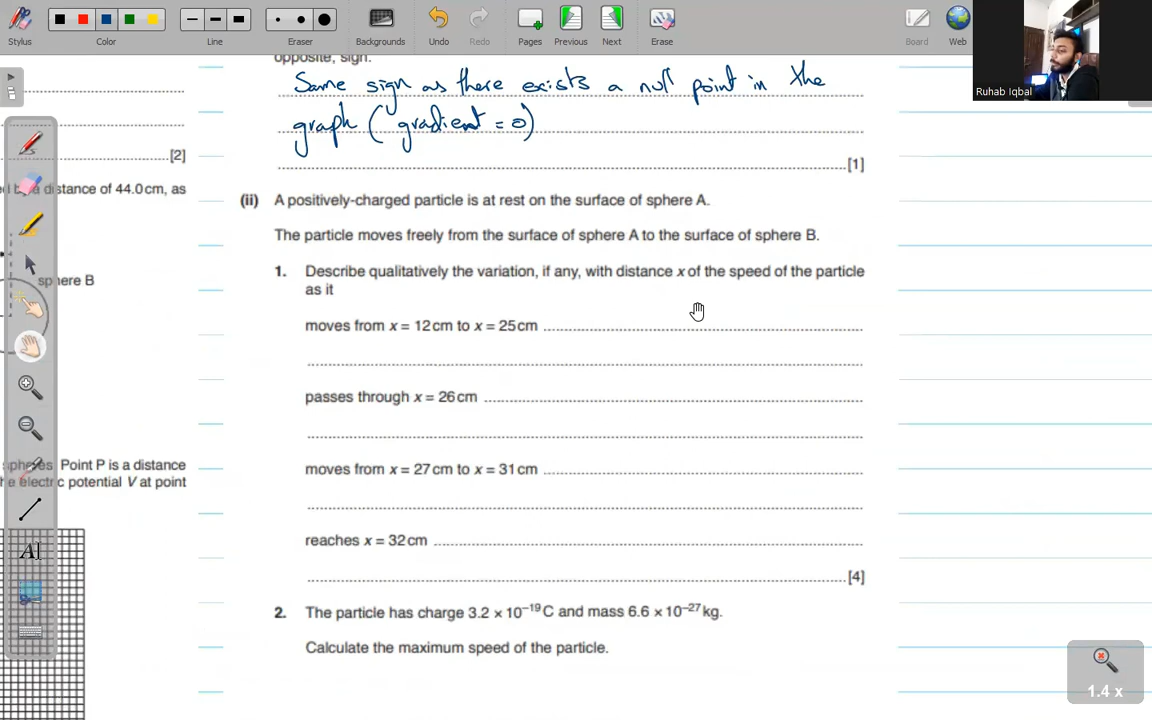 Stylus
Color
Line
Eraser
Backgrounds
Undo
Redo
Pages
Previous
Next
Erase
Board
Web
Ruhab Iqbal
opposite, sign.
Same sign as there exists a null point in the
graph ( gradient = 0)
[1]
[2]
a distance of 44.0 cm, as
sphere B
spheres. Point P is a distance
electric potential V at point
(ii) A positively-charged particle is at rest on the surface of sphere A.
The particle moves freely from the surface of sphere A to the surface of sphere B.
1. Describe qualitatively the variation, if any, with distance x of the speed of the particle
as it
moves from x = 12 cm to x = 25 cm
passes through x = 26 cm
moves from x = 27 cm to x = 31 cm
reaches x = 32 cm
[4]
2. The particle has charge 3.2 × 10⁻¹⁹ C and mass 6.6 × 10⁻²⁷ kg.
Calculate the maximum speed of the particle.
A
1.4 x